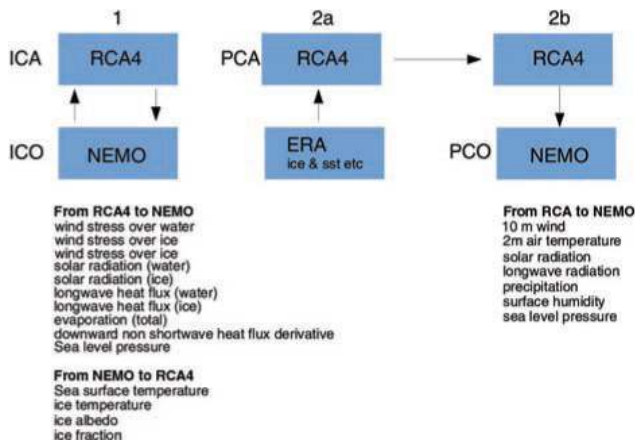 1
2a
2b
ICA
RCA4
PCA
RCA4
RCA4
ICO
NEMO
ERA
ice & sst etc
PCO
NEMO
From RCA4 to NEMO
wind stress over water
wind stress over ice
wind stress over ice
solar radiation (water)
solar radiation (ice)
longwave heat flux (water)
longwave heat flux (ice)
evaporation (total)
downward non shortwave heat flux derivative
Sea level pressure
From NEMO to RCA4
Sea surface temperature
ice temperature
ice albedo
ice fraction
From RCA to NEMO
10 m wind
2m air temperature
solar radiation
longwave radiation
precipitation
surface humidity
sea level pressure